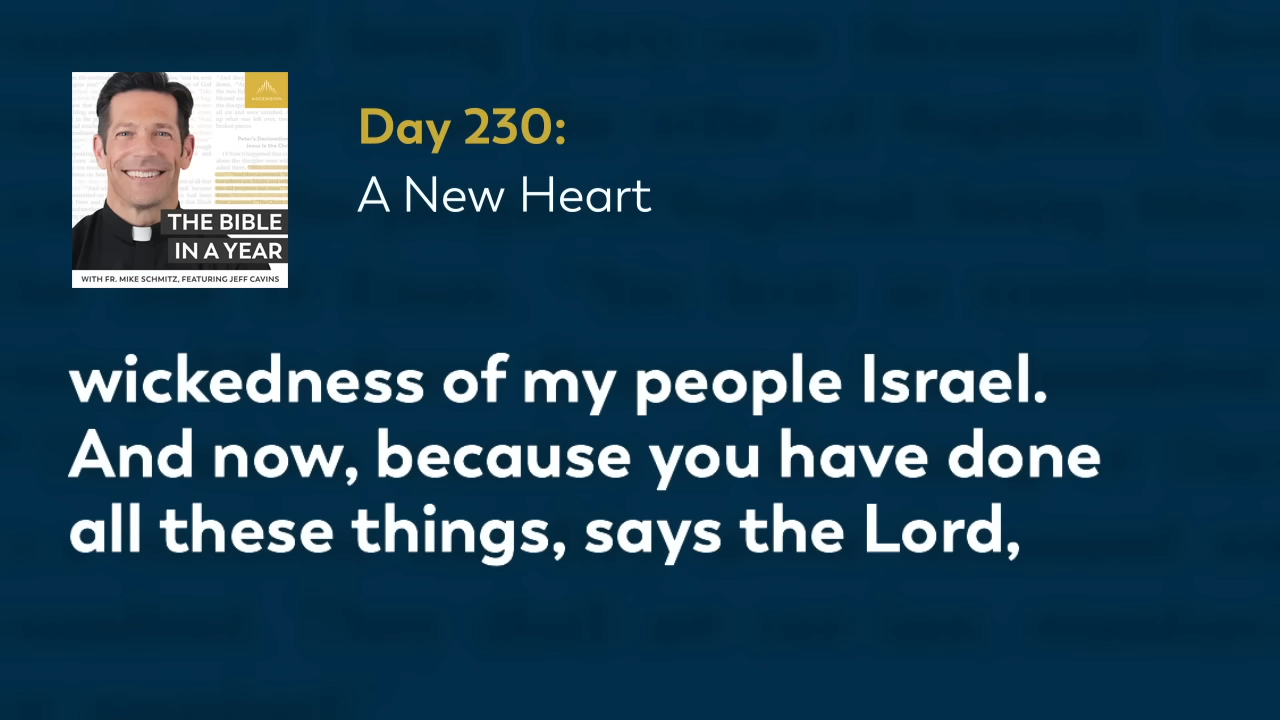 Day 230:
A New Heart
ASCENSION
THE BIBLE
IN A YEAR
WITH FR. MIKE SCHMITZ, FEATURING JEFF CAVINS
wickedness of my people Israel.
And now, because you have done
all these things, says the Lord,